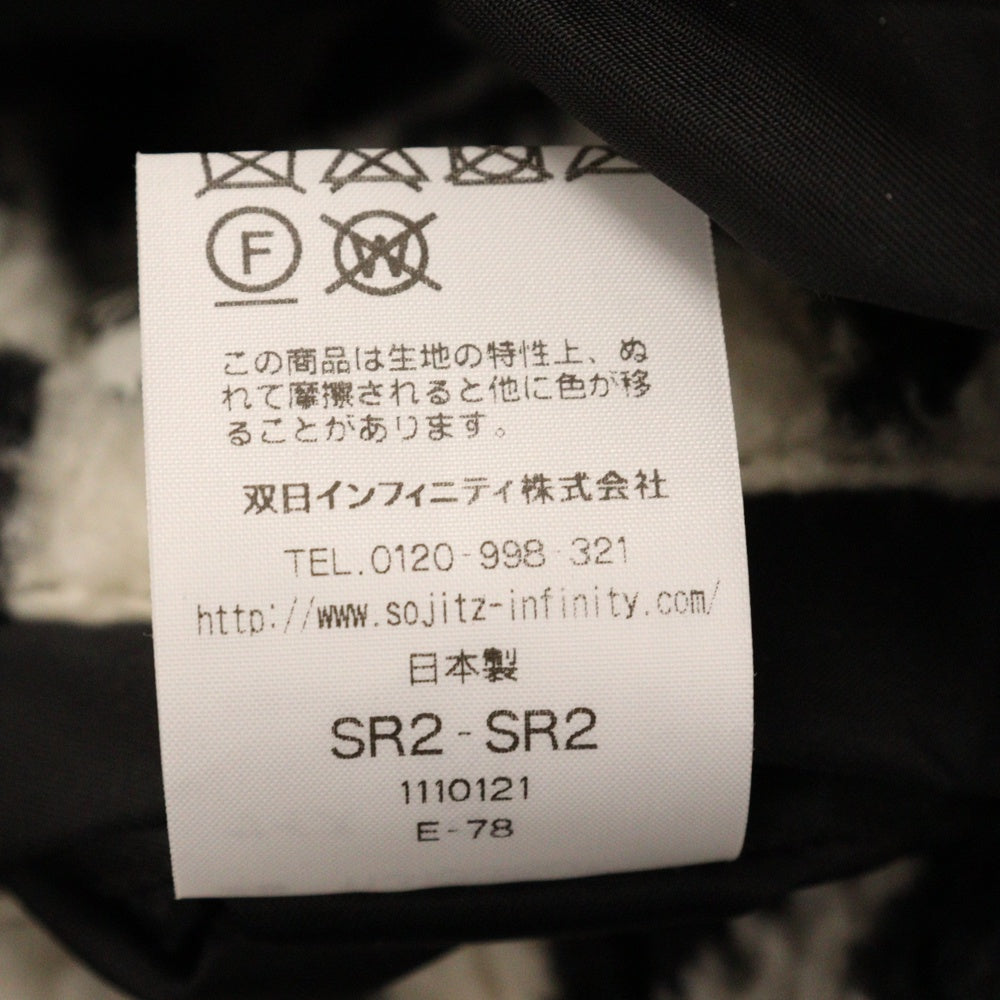 F W
この商品は生地の特性上、ぬ
れて摩擦されると他に色が移
ることがあります。
双日インフィニティ株式会社
TEL.0120-998-321
http://www.sojitz-infinity.com/
日本製
SR2-SR2
1110121
E-78